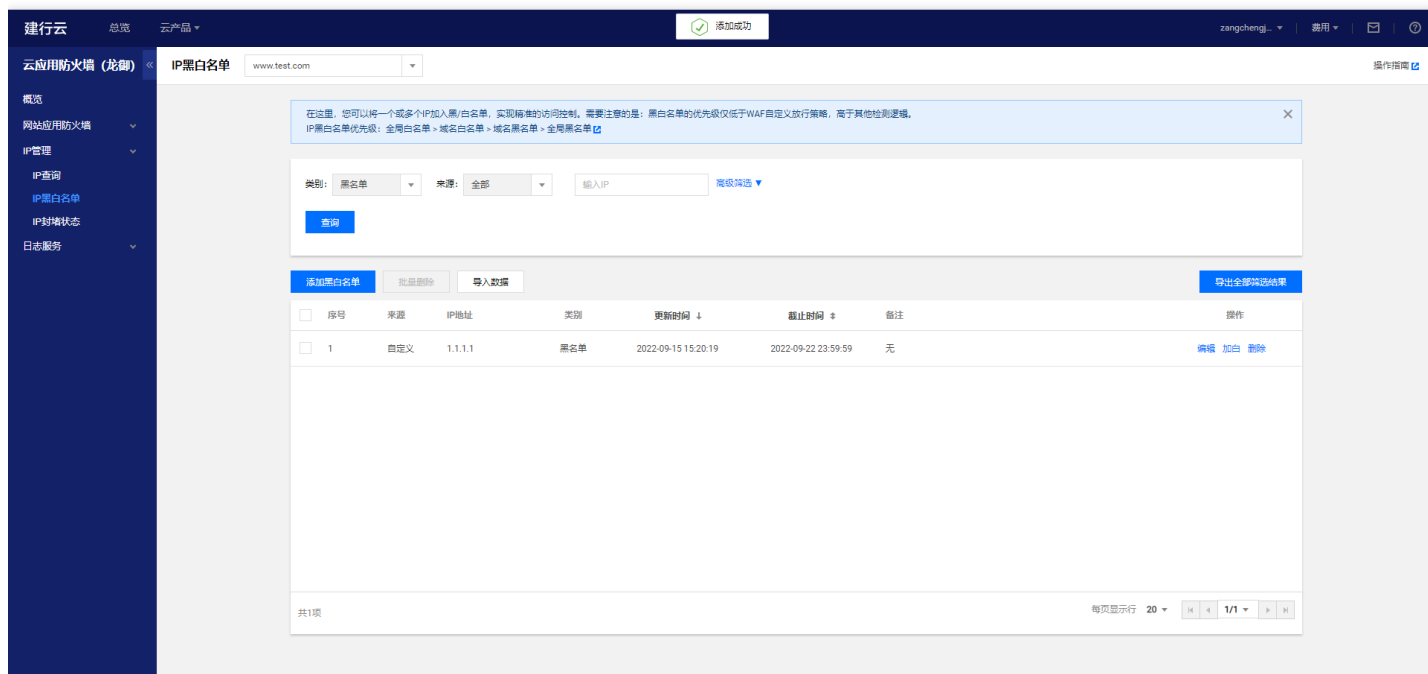 建行云 总览 云产品 添加成功 zangchengj... 费用
云应用防火墙（龙御） IP黑白名单 www.test.com 操作指南
概览
网站应用防火墙
IP管理
IP查询
IP黑白名单
IP封堵状态
日志服务
在这里，您可以将一个或多个IP加入黑/白名单，实现精准的访问控制。需要注意的是：黑白名单的优先级仅低于WAF自定义放行策略，高于其他检测逻辑。
IP黑白名单优先级：全局白名单 > 域名白名单 > 域名黑名单 > 全局黑名单
类别： 黑名单 来源： 全部 输入IP 高级筛选
查询
添加黑白名单 批量删除 导入数据 导出全部筛选结果
序号 来源 IP地址 类别 更新时间 截止时间 备注 操作
1 自定义 1.1.1.1 黑名单 2022-09-15 15:20:19 2022-09-22 23:59:59 无 编辑 加白 删除
共1项 每页显示行 20 1/1